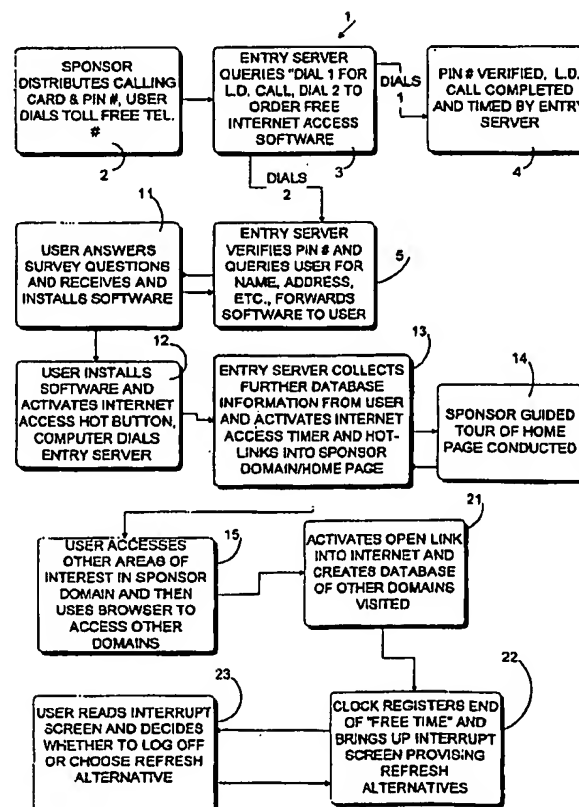 1
SPONSOR
DISTRIBUTES CALLING
CARD & PIN #, USER
DIALS TOLL FREE TEL.
#
2
ENTRY SERVER
QUERIES "DIAL 1 FOR
L.D. CALL, DIAL 2 TO
ORDER FREE
INTERNET ACCESS
SOFTWARE
3
DIALS
1
PIN # VERIFIED, L.D.
CALL COMPLETED
AND TIMED BY ENTRY
SERVER
4
DIALS
2
11
USER ANSWERS
SURVEY QUESTIONS
AND RECEIVES AND
INSTALLS SOFTWARE
ENTRY SERVER
VERIFIES PIN # AND
QUERIES USER FOR
NAME, ADDRESS,
ETC., FORWARDS
SOFTWARE TO USER
5
12
USER INSTALLS
SOFTWARE AND
ACTIVATES INTERNET
ACCESS HOT BUTTON,
COMPUTER DIALS
ENTRY SERVER
13
ENTRY SERVER COLLECTS
FURTHER DATABASE
INFORMATION FROM USER
AND ACTIVATES INTERNET
ACCESS TIMER AND HOT-
LINKS INTO SPONSOR
DOMAIN/HOME PAGE
14
SPONSOR GUIDED
TOUR OF HOME
PAGE CONDUCTED
15
USER ACCESSES
OTHER AREAS OF
INTEREST IN SPONSOR
DOMAIN AND THEN
USES BROWSER TO
ACCESS OTHER
DOMAINS
21
ACTIVATES OPEN LINK
INTO INTERNET AND
CREATES DATABASE
OF OTHER DOMAINS
VISITED
23
USER READS INTERRUPT
SCREEN AND DECIDES
WHETHER TO LOG OFF
OR CHOOSE REFRESH
ALTERNATIVE
22
CLOCK REGISTERS END
OF "FREE TIME" AND
BRINGS UP INTERRUPT
SCREEN PROVISING
REFRESH
ALTERNATIVES